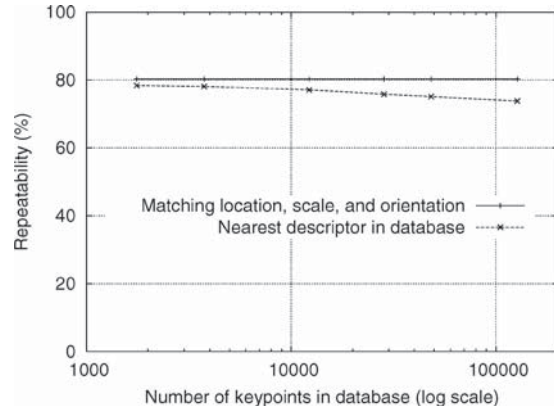 100
80
60
40
20
0
Repeatability (%)
Matching location, scale, and orientation
Nearest descriptor in database
1000 10000 100000
Number of keypoints in database (log scale)